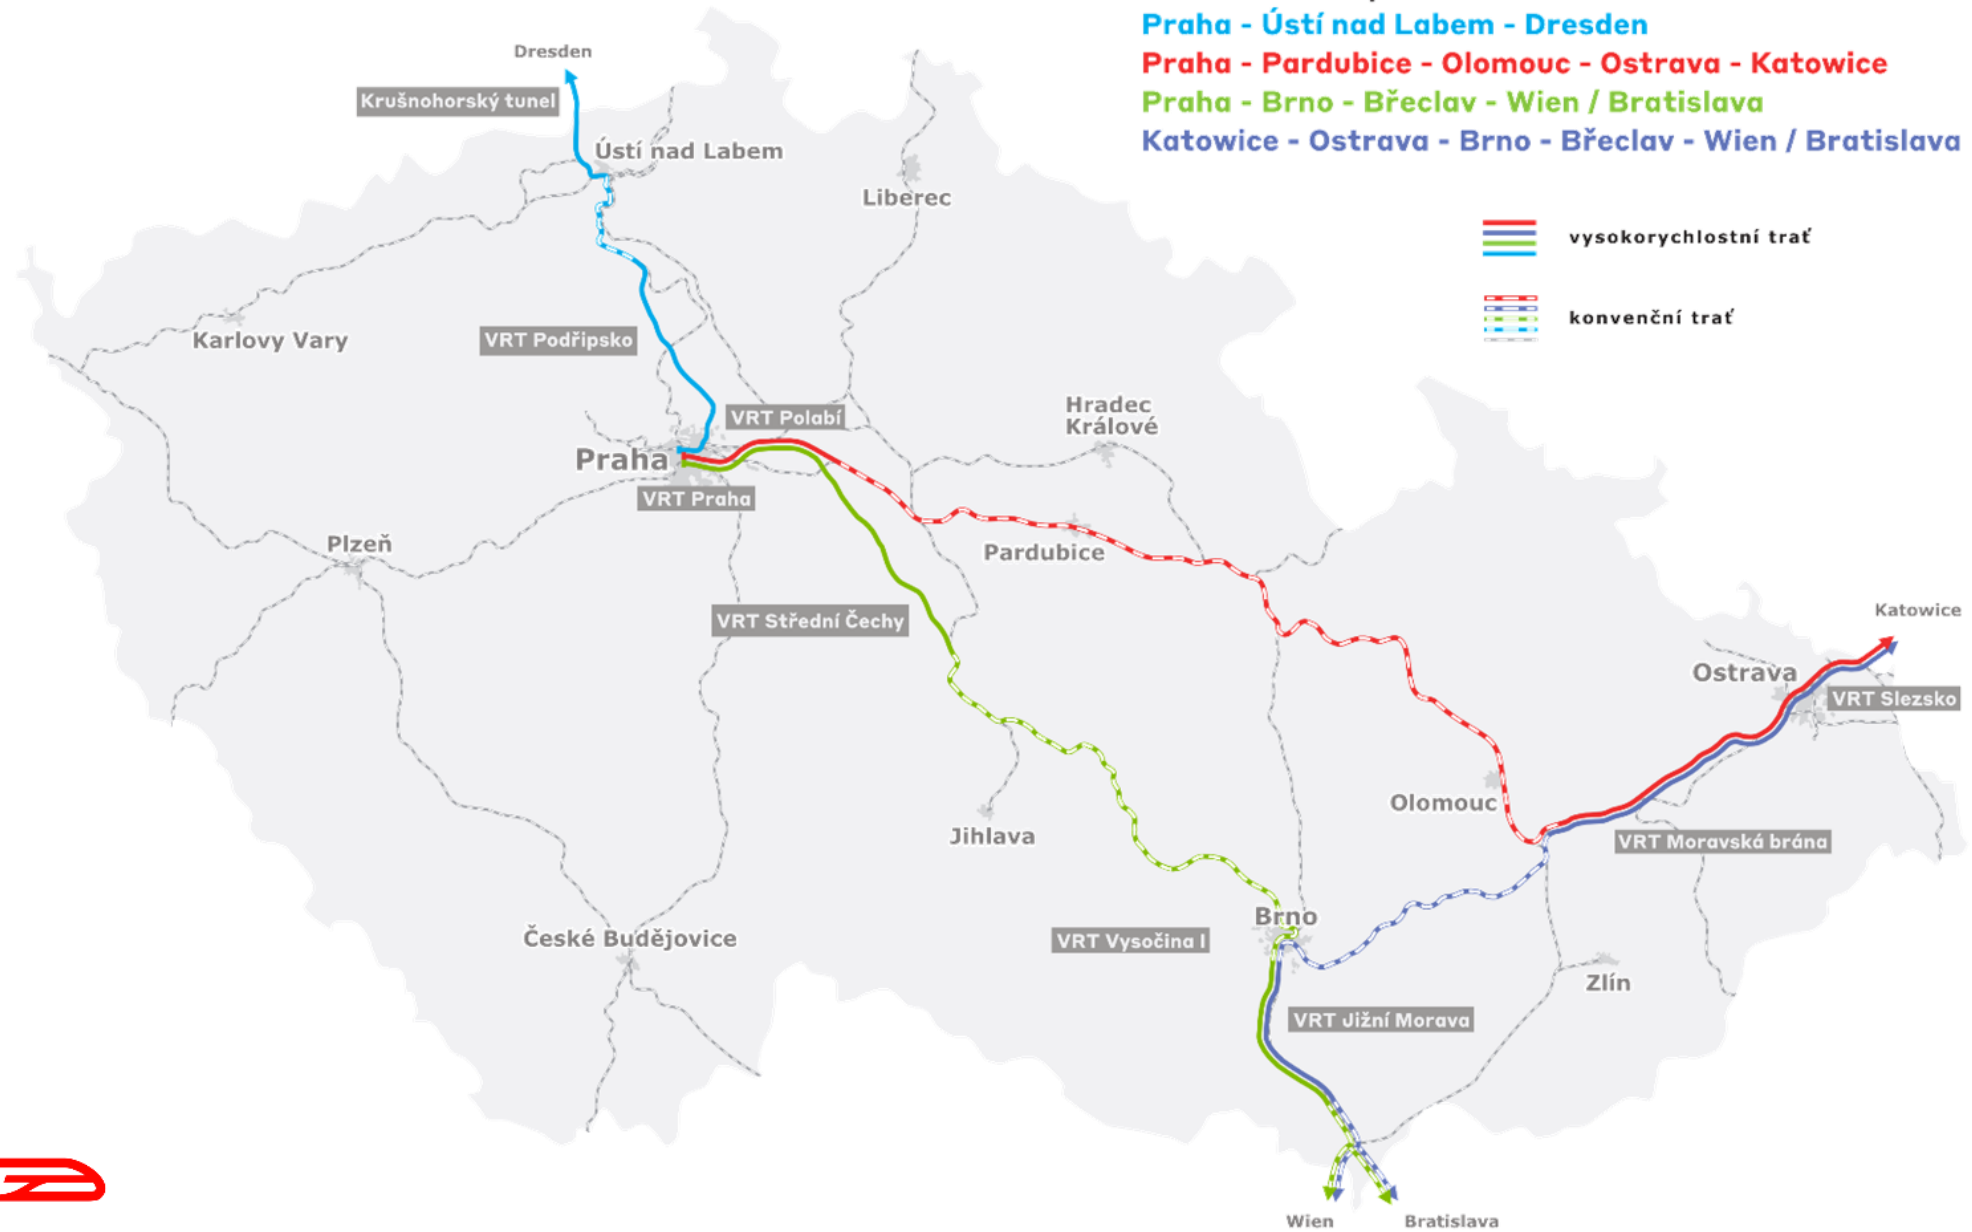 Praha - Ústí nad Labem - Dresden
Praha - Pardubice - Olomouc - Ostrava - Katowice
Praha - Brno - Břeclav - Wien / Bratislava
Katowice - Ostrava - Brno - Břeclav - Wien / Bratislava
vysokorychlostní trať
konvenční trať
Dresden
Krušnohorský tunel
Ústí nad Labem
Liberec
Karlovy Vary
VRT Podřipsko
VRT Polabí
Hradec
Králové
Praha
VRT Praha
Plzeň
Pardubice
VRT Střední Čechy
Katowice
Ostrava
VRT Slezsko
Olomouc
Jihlava
VRT Moravská brána
Brno
České Budějovice
VRT Vysočina I
Zlín
VRT Jižní Morava
Wien
Bratislava